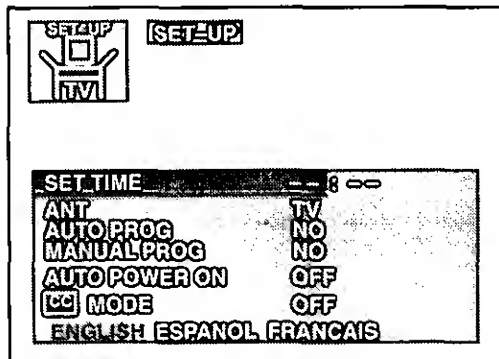 SET-UP
SET-UP
TV
SET TIME -- : --
ANT TV
AUTO PROG NO
MANUAL PROG NO
AUTO POWER ON OFF
CC MODE OFF
ENGLISH ESPANOL FRANCAIS